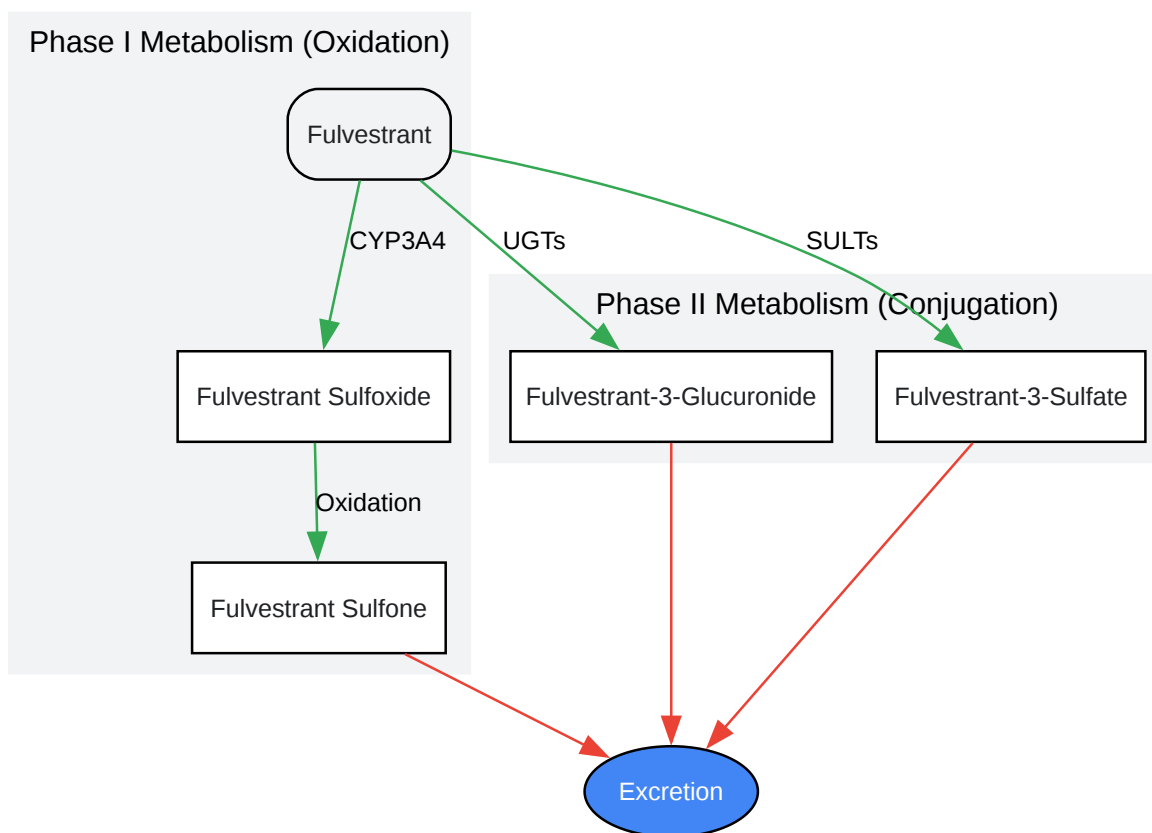 Phase I Metabolism (Oxidation)
Fulvestrant
CYP3A4
UGTs
SULTs
Phase II Metabolism (Conjugation)
Fulvestrant Sulfoxide
Fulvestrant-3-Glucuronide
Fulvestrant-3-Sulfate
Oxidation
Fulvestrant Sulfone
Excretion